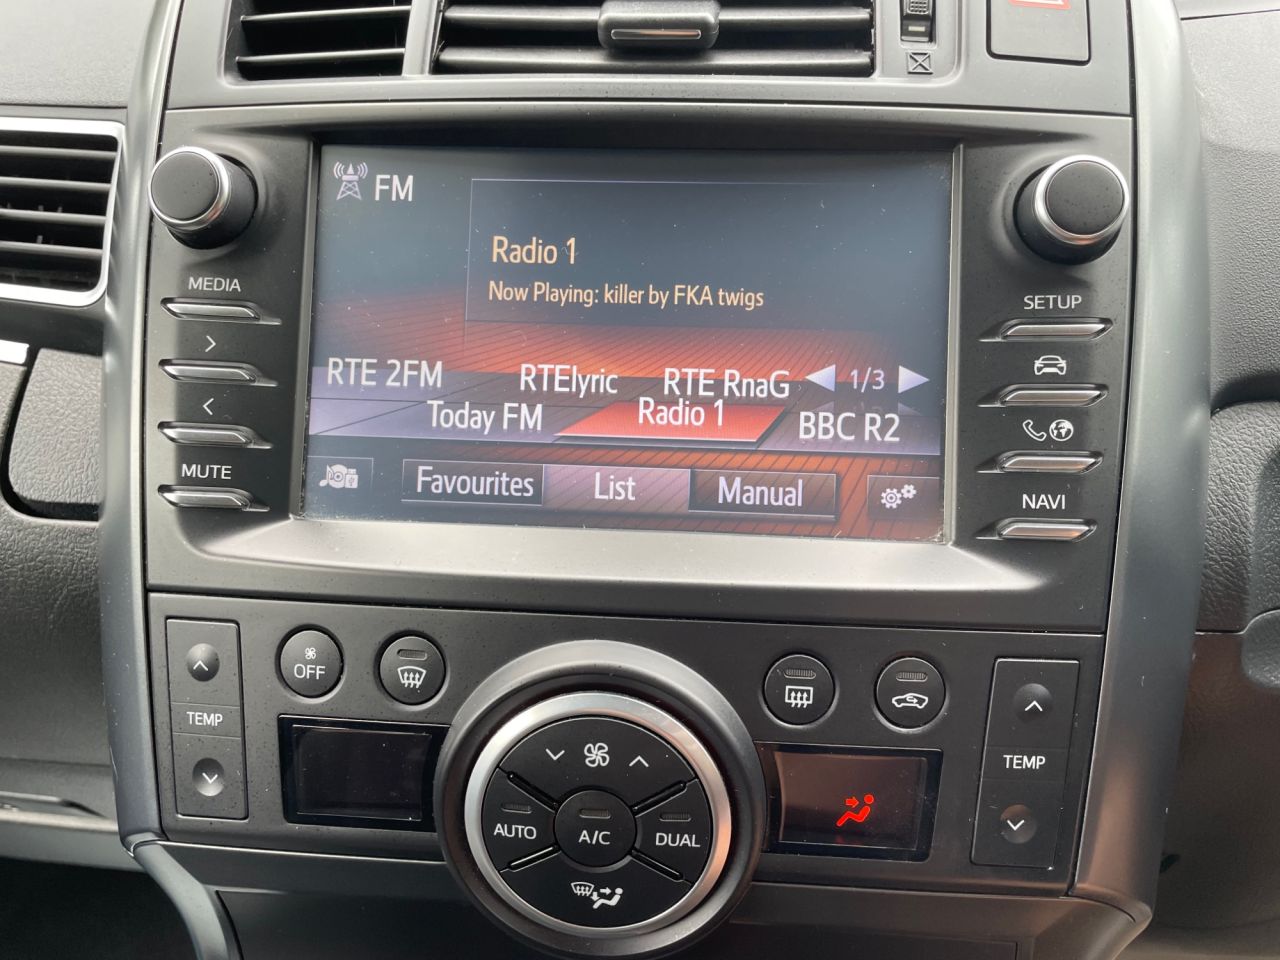 FM
Radio 1
Now Playing: killer by FKA twigs
RTE 2FM
RTElyric
RTE RnaG
1/3
Today FM
Radio 1
BBC R2
Favourites
List
Manual
MEDIA
>
<
MUTE
SETUP
NAVI
TEMP
OFF
AUTO
A/C
DUAL
TEMP